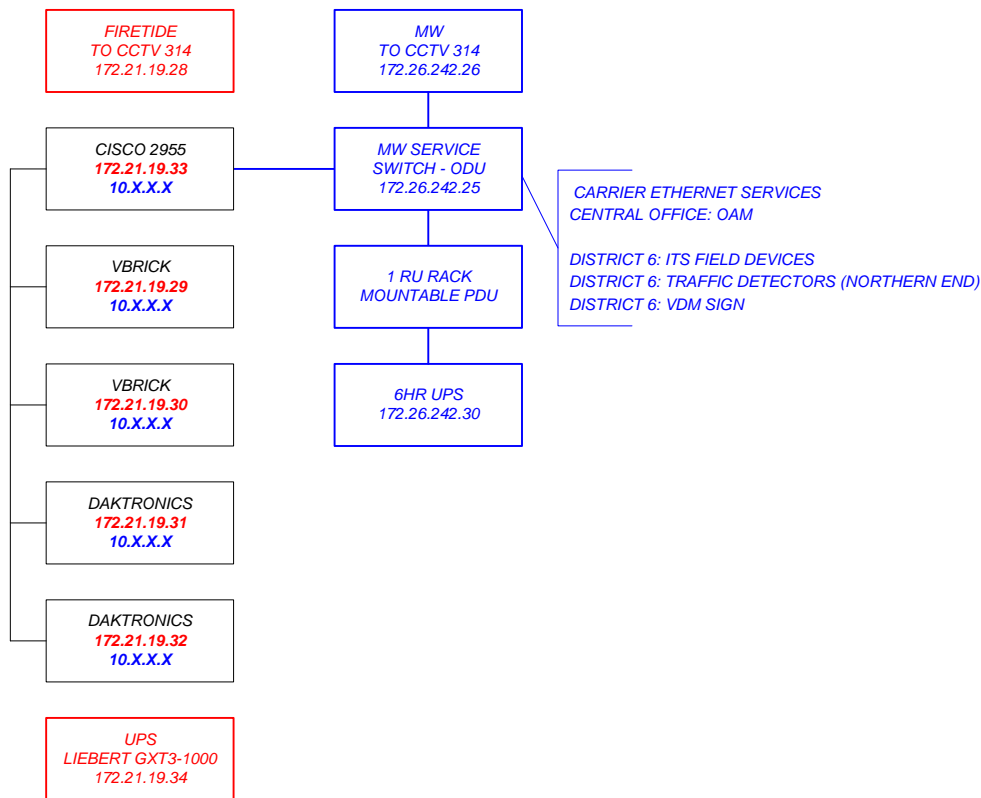 FIRETIDE
TO CCTV 314
172.21.19.28
MW
TO CCTV 314
172.26.242.26
CISCO 2955
172.21.19.33
10.X.X.X
MW SERVICE
SWITCH - ODU
172.26.242.25
CARRIER ETHERNET SERVICES
CENTRAL OFFICE: OAM
DISTRICT 6: ITS FIELD DEVICES
DISTRICT 6: TRAFFIC DETECTORS (NORTHERN END)
DISTRICT 6: VDM SIGN
VBRICK
172.21.19.29
10.X.X.X
1 RU RACK
MOUNTABLE PDU
VBRICK
172.21.19.30
10.X.X.X
6HR UPS
172.26.242.30
DAKTRONICS
172.21.19.31
10.X.X.X
DAKTRONICS
172.21.19.32
10.X.X.X
UPS
LIEBERT GXT3-1000
172.21.19.34